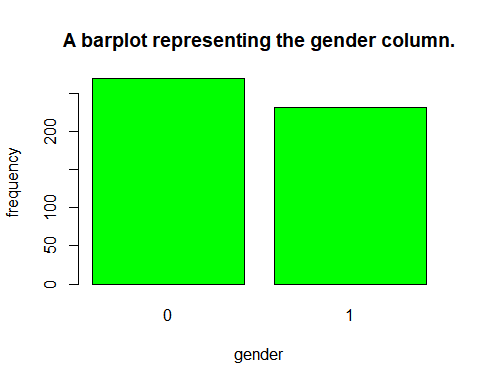 A barplot representing the gender column.
frequency
200
100
50
0
0 1
gender